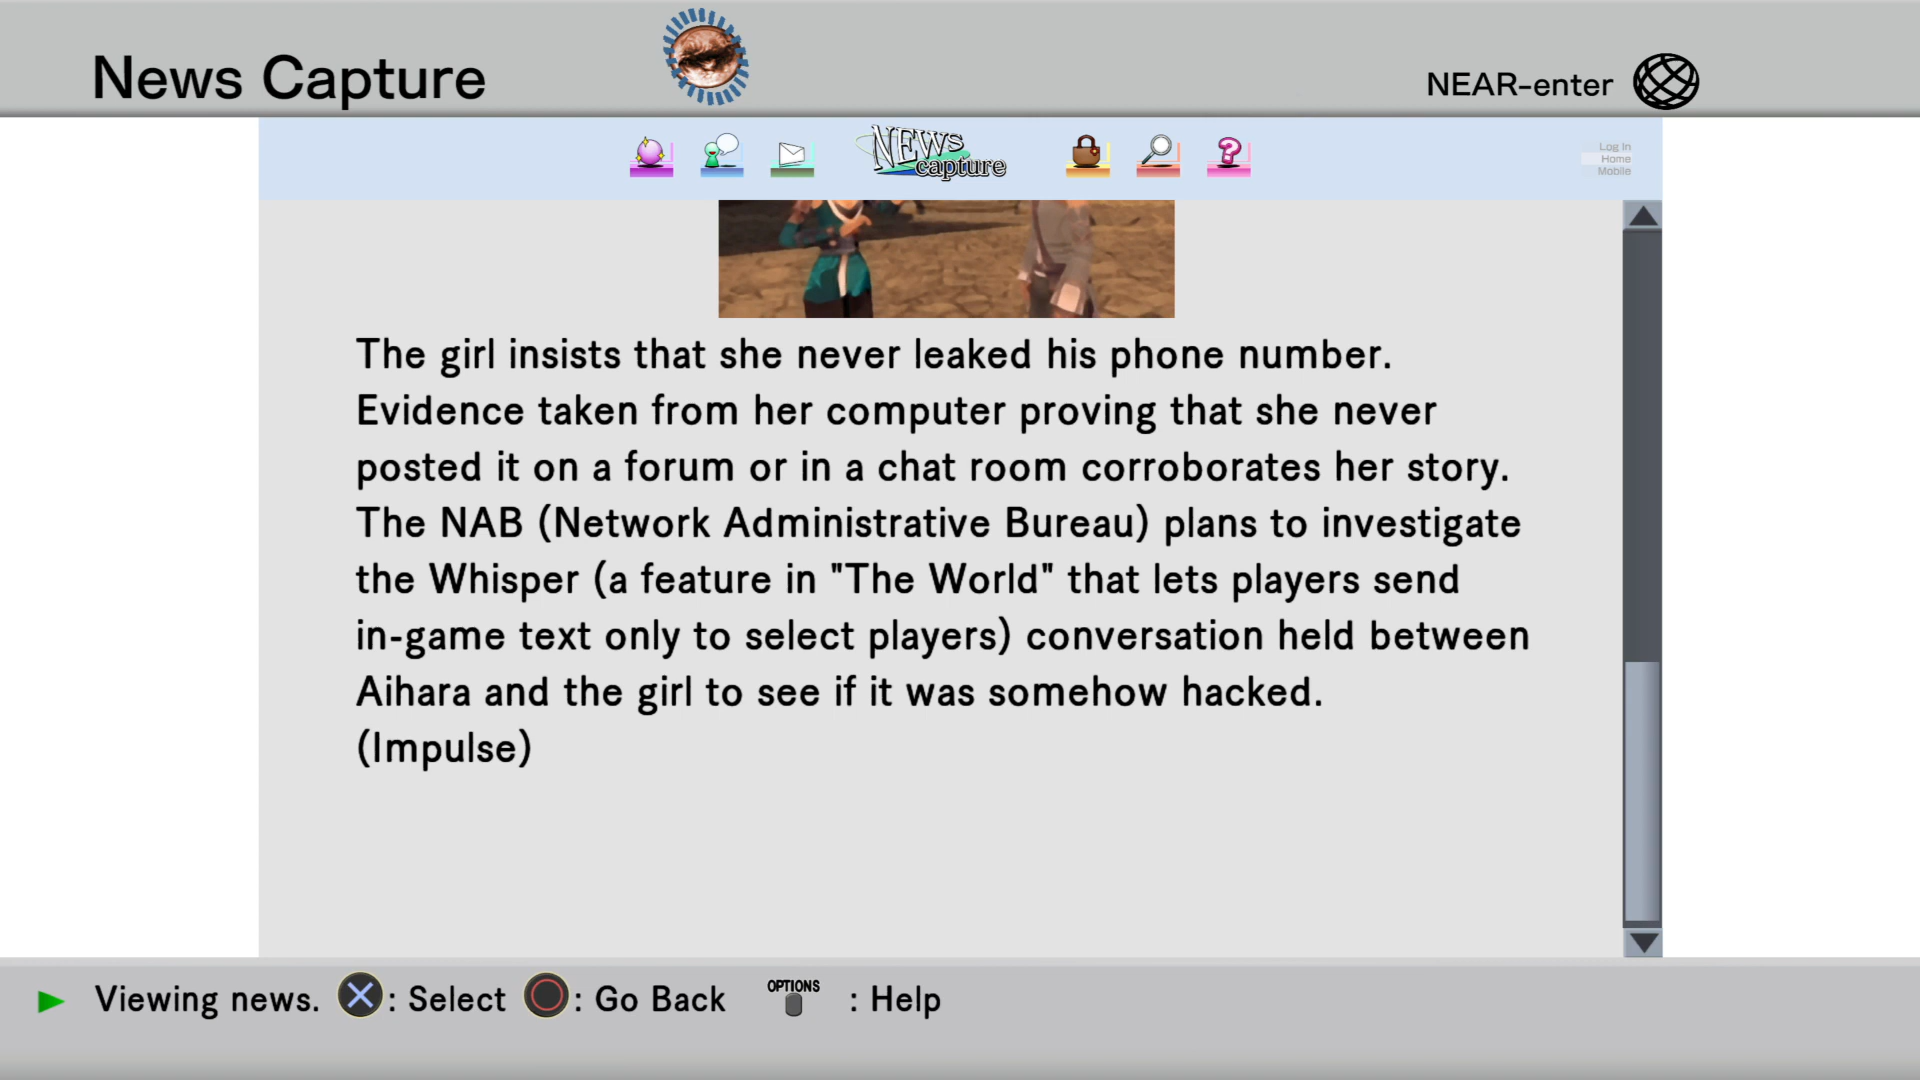 News Capture
NEAR-enter
NEWS
capture
Log In
Home
Mobile
The girl insists that she never leaked his phone number.
Evidence taken from her computer proving that she never
posted it on a forum or in a chat room corroborates her story.
The NAB (Network Administrative Bureau) plans to investigate
the Whisper (a feature in "The World" that lets players send
in-game text only to select players) conversation held between
Aihara and the girl to see if it was somehow hacked.
(Impulse)
Viewing news. : Select : Go Back OPTIONS : Help